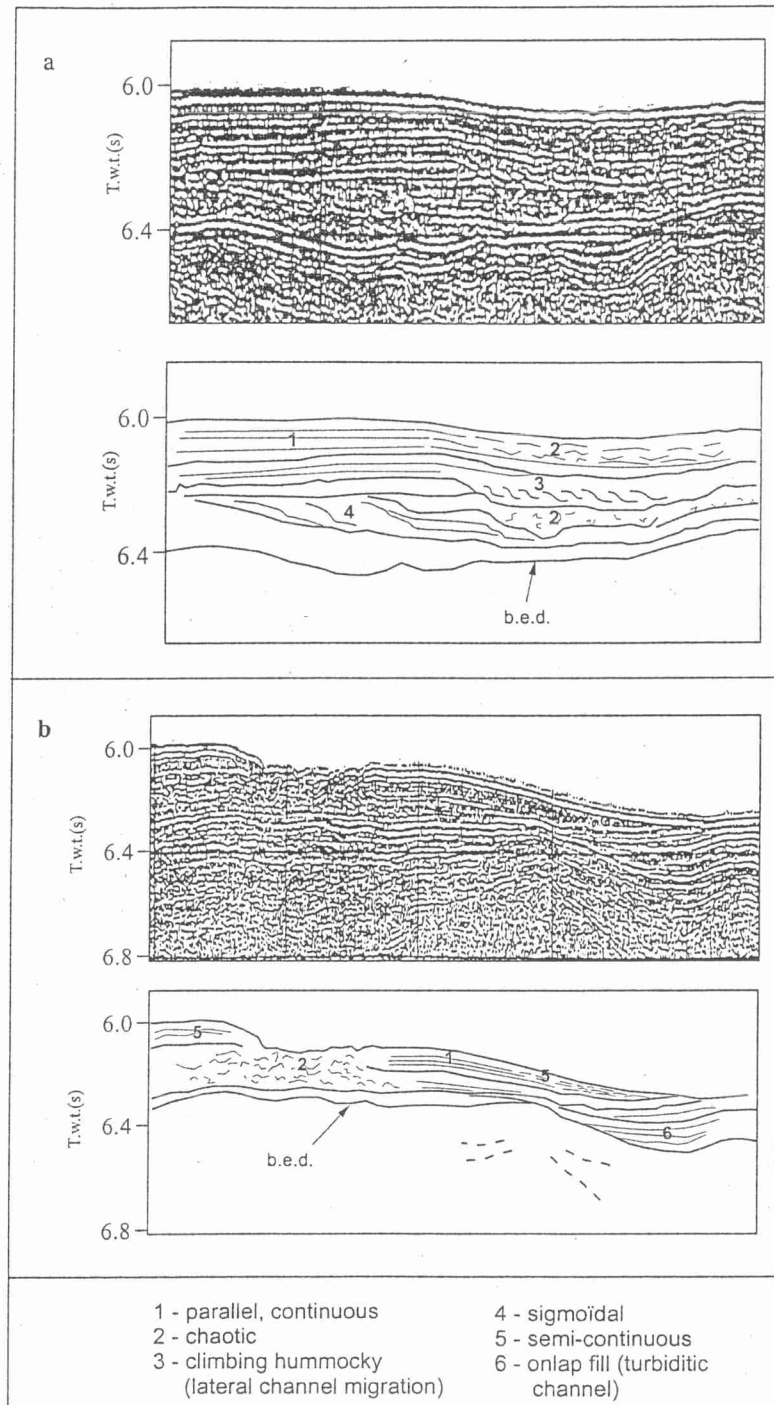 a
6.0
T.w.t.(s)
6.4
6.0
1
2
3
T.w.t.(s)
4
2
6.4
b.e.d.
b
6.0
T.w.t.(s)
6.4
6.8
6.0
5
1
2
5
T.w.t.(s)
6.4
6
b.e.d.
6.8
1 - parallel, continuous
2 - chaotic
3 - climbing hummocky
(lateral channel migration)
4 - sigmoïdal
5 - semi-continuous
6 - onlap fill (turbiditic
channel)